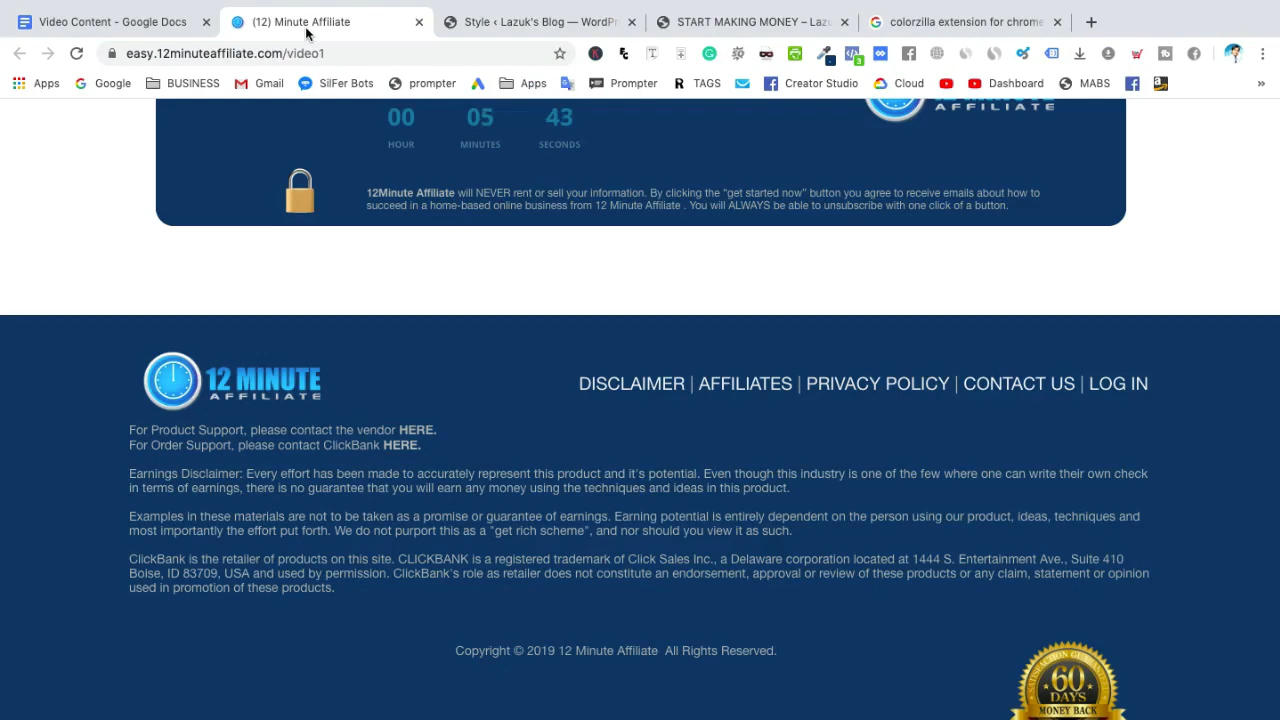 Video Content - Google Docs
(12) Minute Affiliate
Style ‹ Lazuk's Blog — WordPr
START MAKING MONEY – Lazu
colorzilla extension for chrome
easy.12minuteaffiliate.com/video1
Apps
Google
BUSINESS
Gmail
SilFer Bots
prompter
Apps
Prompter
TAGS
Creator Studio
Cloud
Dashboard
MABS
»
00
05
43
HOUR
MINUTES
SECONDS
AFFILIATE
12Minute Affiliate will NEVER rent or sell your information. By clicking the “get started now” button you agree to receive emails about how to
succeed in a home-based online business from 12 Minute Affiliate . You will ALWAYS be able to unsubscribe with one click of a button.
12 MINUTE
AFFILIATE
DISCLAIMER | AFFILIATES | PRIVACY POLICY | CONTACT US | LOG IN
For Product Support, please contact the vendor HERE.
For Order Support, please contact ClickBank HERE.
Earnings Disclaimer: Every effort has been made to accurately represent this product and it's potential. Even though this industry is one of the few where one can write their own check
in terms of earnings, there is no guarantee that you will earn any money using the techniques and ideas in this product.
Examples in these materials are not to be taken as a promise or guarantee of earnings. Earning potential is entirely dependent on the person using our product, ideas, techniques and
most importantly the effort put forth. We do not purport this as a "get rich scheme", and nor should you view it as such.
ClickBank is the retailer of products on this site. CLICKBANK is a registered trademark of Click Sales Inc., a Delaware corporation located at 1444 S. Entertainment Ave., Suite 410
Boise, ID 83709, USA and used by permission. ClickBank's role as retailer does not constitute an endorsement, approval or review of these products or any claim, statement or opinion
used in promotion of these products.
Copyright © 2019 12 Minute Affiliate All Rights Reserved.
SATISFACTION GUARANTEE
60
DAYS
MONEY BACK